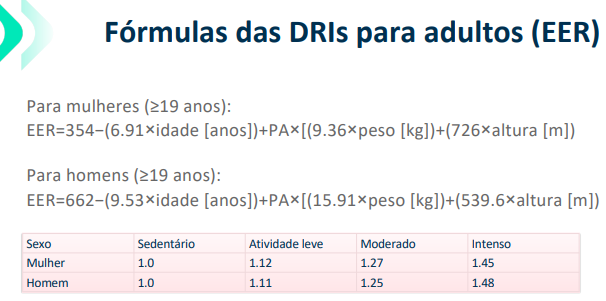 Fórmulas das DRIs para adultos (EER)
Para mulheres (≥19 anos):
EER=354−(6.91×idade [anos])+PA×[(9.36×peso [kg])+(726×altura [m])
Para homens (≥19 anos):
EER=662−(9.53×idade [anos])+PA×[(15.91×peso [kg])+(539.6×altura [m])
Sexo Sedentário Atividade leve Moderado Intenso
Mulher 1.0 1.12 1.27 1.45
Homem 1.0 1.11 1.25 1.48